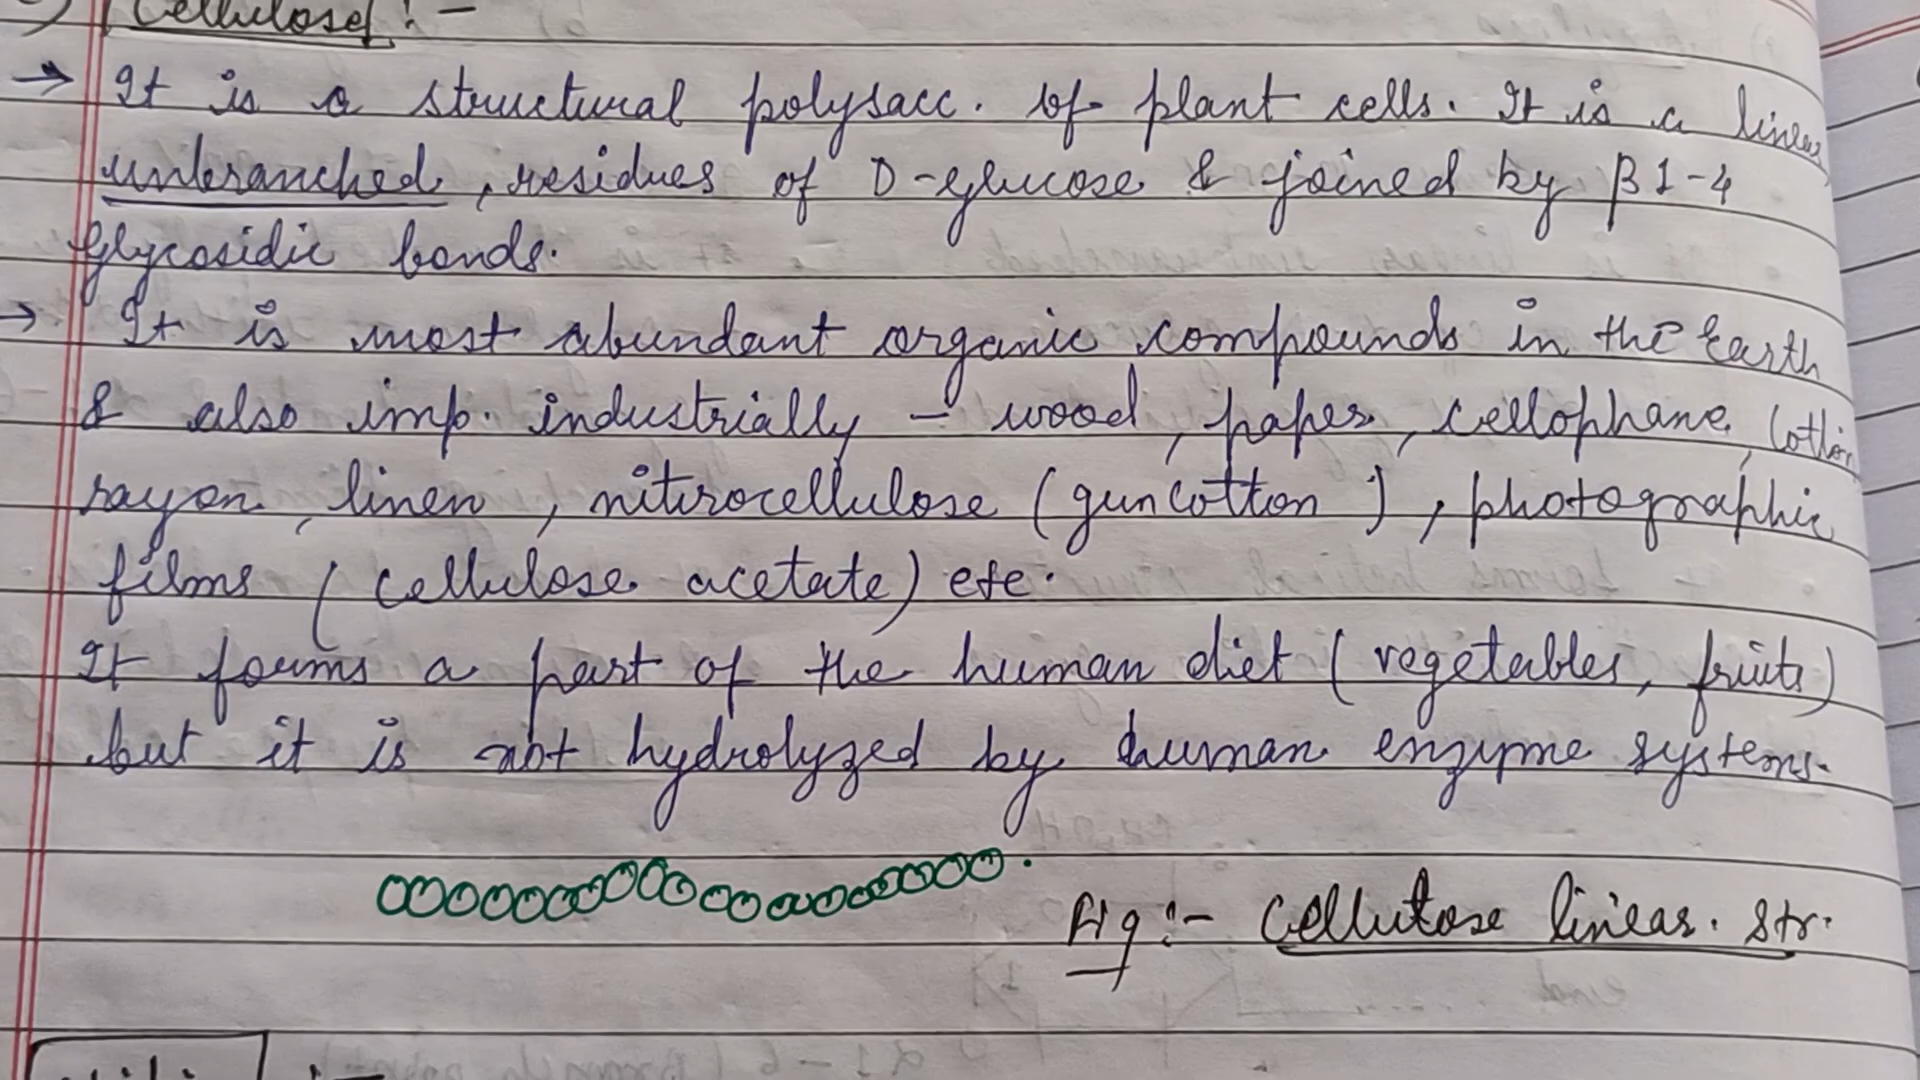 Cellulose :-
→ It is a structural polysacc. of plant cells. It is a linear
unbranched, residues of D-glucose & joined by β1-4
glycosidic bonds.
→ It is most abundant organic compounds in the Earth
& also imp. industrially - wood, paper, cellophane, Cotton
rayon, linen, nitrocellulose (guncotton), photographic
films (cellulose acetate) etc.
It forms a part of the human diet (vegetables, fruits)
but it is not hydrolyzed by human enzyme systems.
Fig :- Cellulose linear. str.